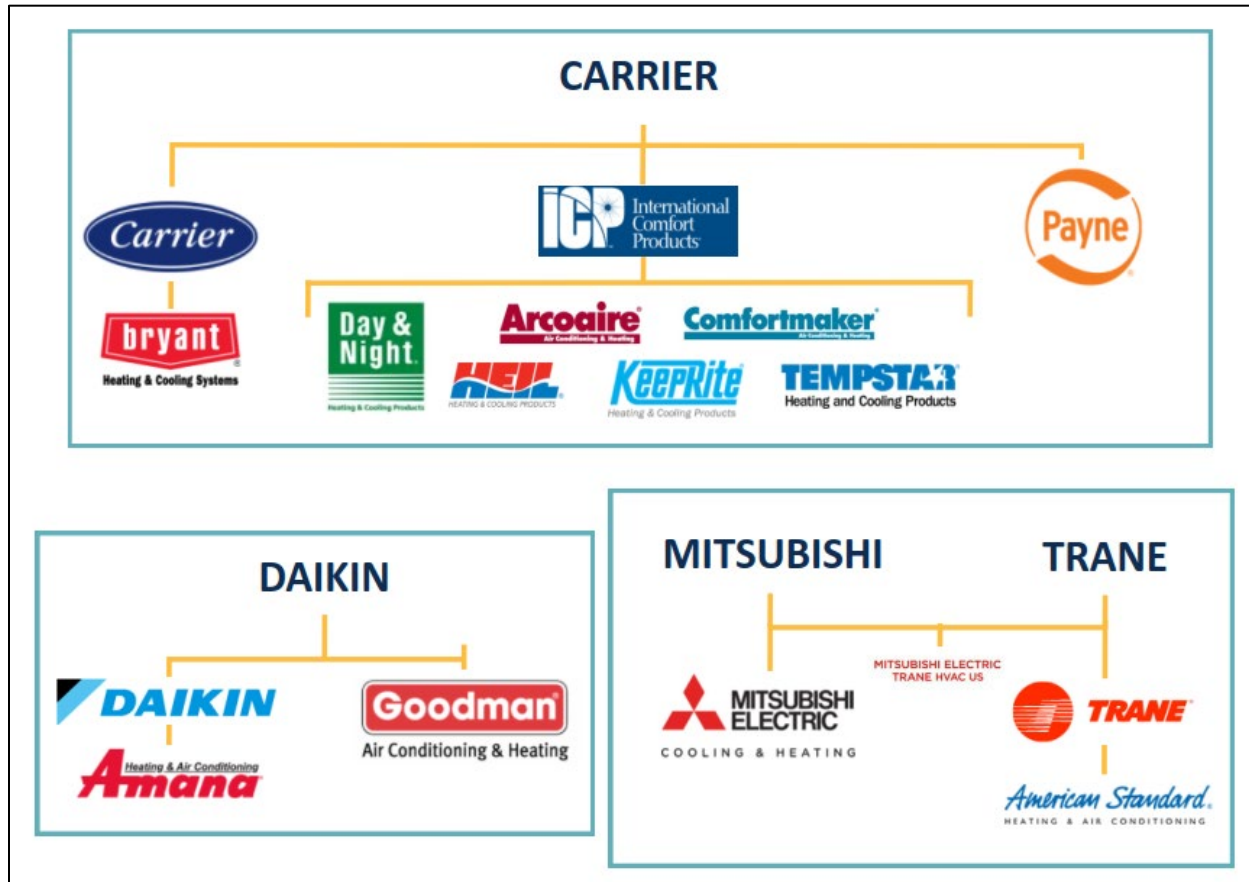 CARRIER
Carrier
iCP International
Comfort
Products
Payne
bryant
Heating & Cooling Systems
Day &
Night
Heating & Cooling Products
Arcoaire
Air Conditioning & Heating
Comfortmaker
Air Conditioning & Heating
HEIL
HEATING & COOLING PRODUCTS
KeepRite
Heating & Cooling Products
TEMPSTAR
Heating and Cooling Products
DAIKIN
DAIKIN
Heating & Air Conditioning
Amana
Goodman
Air Conditioning & Heating
MITSUBISHI
TRANE
MITSUBISHI
ELECTRIC
COOLING & HEATING
MITSUBISHI ELECTRIC
TRANE HVAC US
TRANE
American Standard
HEATING & AIR CONDITIONING